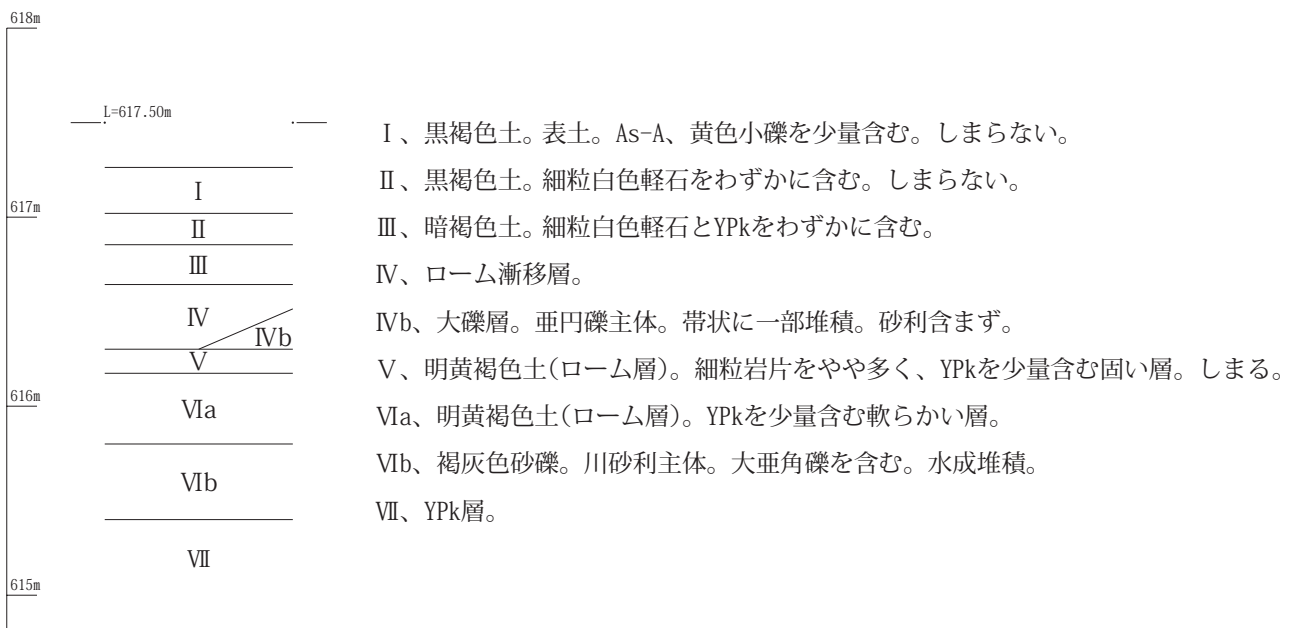 618m
L=617.50m
617m
616m
615m
Ⅰ
Ⅱ
Ⅲ
Ⅳ
Ⅳb
Ⅴ
Ⅵa
Ⅵb
Ⅶ
Ⅰ、黒褐色土。表土。As-A、黄色小礫を少量含む。しまらない。
Ⅱ、黒褐色土。細粒白色軽石をわずかに含む。しまらない。
Ⅲ、暗褐色土。細粒白色軽石とYPkをわずかに含む。
Ⅳ、ローム漸移層。
Ⅳb、大礫層。亜円礫主体。帯状に一部堆積。砂利含まず。
Ⅴ、明黄褐色土(ローム層)。細粒岩片をやや多く、YPkを少量含む固い層。しまる。
Ⅵa、明黄褐色土(ローム層)。YPkを少量含む軟らかい層。
Ⅵb、褐灰色砂礫。川砂利主体。大亜角礫を含む。水成堆積。
Ⅶ、YPk層。